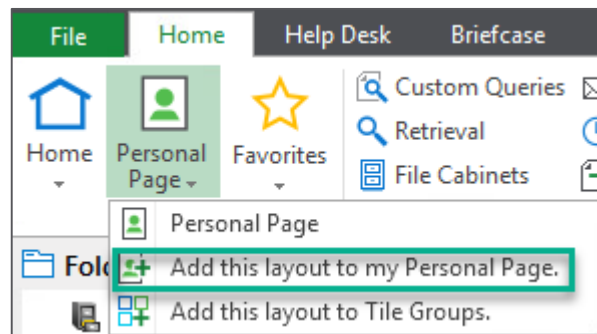 File Home Help Desk Briefcase
Home
Personal Page
Favorites
Custom Queries
Retrieval
File Cabinets
Personal Page
Add this layout to my Personal Page.
Add this layout to Tile Groups.